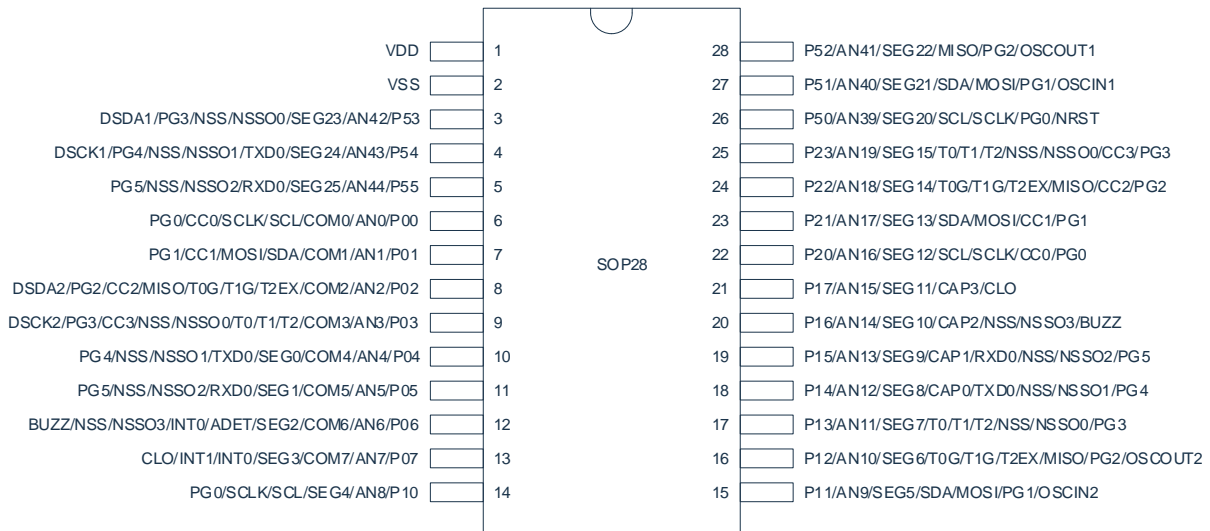 VDD 1 28 P52/AN41/SEG22/MISO/PG2/OSCOUT1
VSS 2 27 P51/AN40/SEG21/SDA/MOSI/PG1/OSCIN1
DSDA1/PG3/NSS/NSSO0/SEG23/AN42/P53 3 26 P50/AN39/SEG20/SCL/SCLK/PG0/NRST
DSCK1/PG4/NSS/NSSO1/TXD0/SEG24/AN43/P54 4 25 P23/AN19/SEG15/T0/T1/T2/NSS/NSSO0/CC3/PG3
PG5/NSS/NSSO2/RXD0/SEG25/AN44/P55 5 24 P22/AN18/SEG14/T0G/T1G/T2EX/MISO/CC2/PG2
PG0/CC0/SCLK/SCL/COM0/AN0/P00 6 23 P21/AN17/SEG13/SDA/MOSI/CC1/PG1
PG1/CC1/MOSI/SDA/COM1/AN1/P01 7 22 P20/AN16/SEG12/SCL/SCLK/CC0/PG0
SOP28
DSDA2/PG2/CC2/MISO/T0G/T1G/T2EX/COM2/AN2/P02 8 21 P17/AN15/SEG11/CAP3/CLO
DSCK2/PG3/CC3/NSS/NSSO0/T0/T1/T2/COM3/AN3/P03 9 20 P16/AN14/SEG10/CAP2/NSS/NSSO3/BUZZ
PG4/NSS/NSSO1/TXD0/SEG0/COM4/AN4/P04 10 19 P15/AN13/SEG9/CAP1/RXD0/NSS/NSSO2/PG5
PG5/NSS/NSSO2/RXD0/SEG1/COM5/AN5/P05 11 18 P14/AN12/SEG8/CAP0/TXD0/NSS/NSSO1/PG4
BUZZ/NSS/NSSO3/INT0/ADET/SEG2/COM6/AN6/P06 12 17 P13/AN11/SEG7/T0/T1/T2/NSS/NSSO0/PG3
CLO/INT1/INT0/SEG3/COM7/AN7/P07 13 16 P12/AN10/SEG6/T0G/T1G/T2EX/MISO/PG2/OSCOUT2
PG0/SCLK/SCL/SEG4/AN8/P10 14 15 P11/AN9/SEG5/SDA/MOSI/PG1/OSCIN2